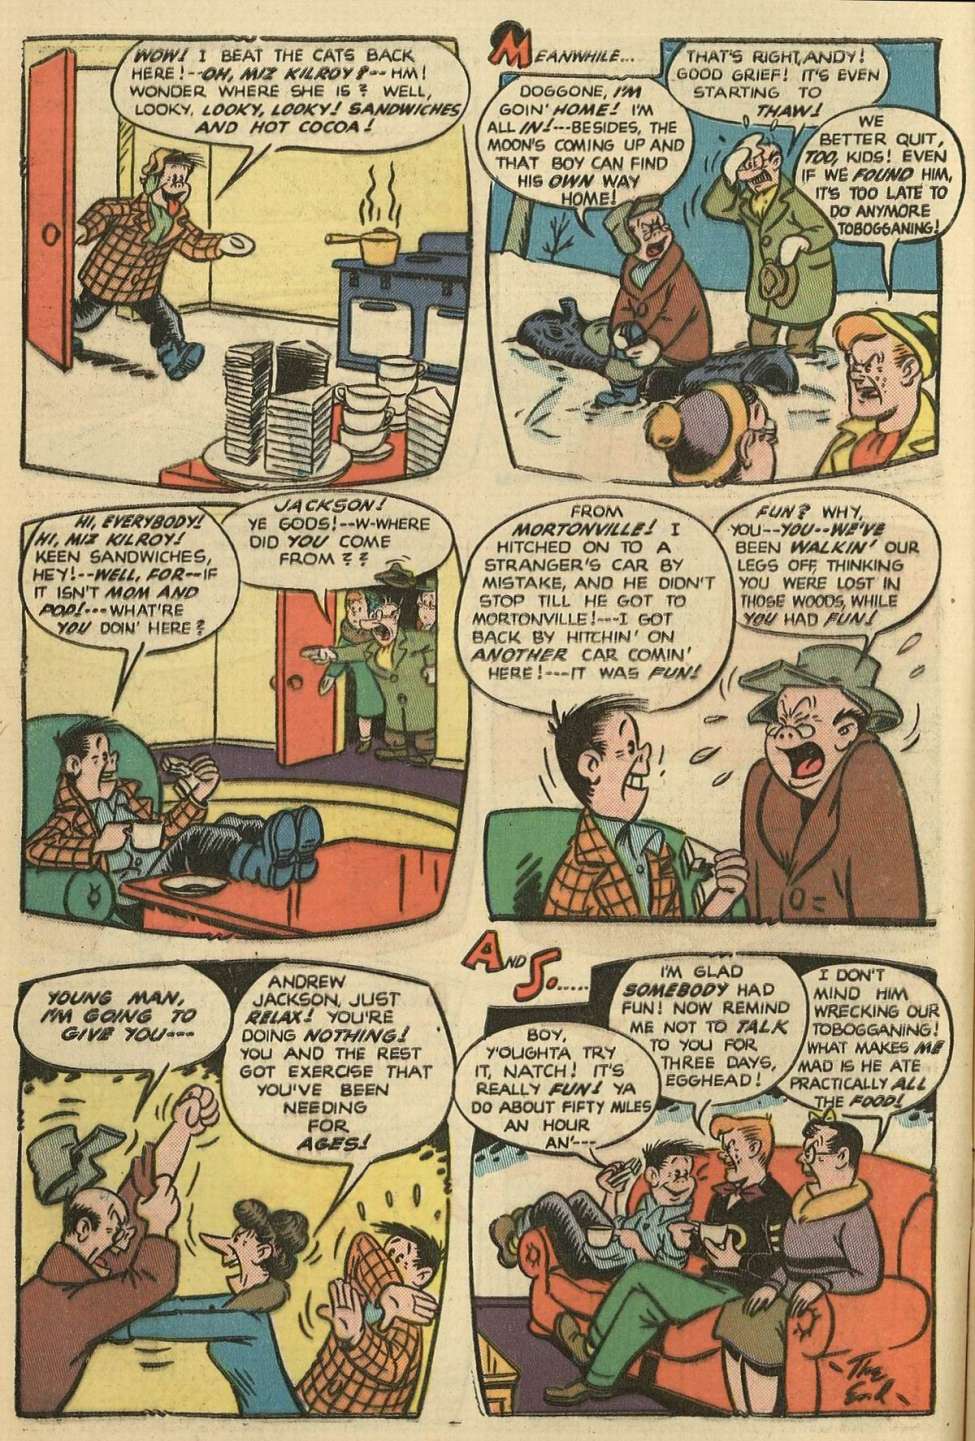 WOW! I BEAT THE CATS BACK
HERE!--OH, MIZ KILROY?--HM!
WONDER WHERE SHE IS? WELL,
LOOKY, LOOKY, LOOKY! SANDWICHES
AND HOT COCOA!
MEANWHILE...
DOGGONE, I'M
GOIN' HOME! I'M
ALL IN!---BESIDES, THE
MOON'S COMING UP AND
THAT BOY CAN FIND
HIS OWN WAY
HOME!
THAT'S RIGHT, ANDY!
GOOD GRIEF! IT'S EVEN
STARTING TO
THAW!
WE
BETTER QUIT,
TOO, KIDS! EVEN
IF WE FOUND HIM,
IT'S TOO LATE TO
DO ANYMORE
TOBOGGANING!
HI, EVERYBODY!
HI, MIZ KILROY!
KEEN SANDWICHES,
HEY!--WELL, FOR--IF
IT ISN'T MOM AND
POP!---WHAT'RE
YOU DOIN' HERE?
JACKSON!
YE GODS!--W-WHERE
DID YOU COME
FROM??
FROM
MORTONVILLE! I
HITCHED ON TO A
STRANGER'S CAR BY
MISTAKE, AND HE DIDN'T
STOP TILL HE GOT TO
MORTONVILLE!---I GOT
BACK BY HITCHIN' ON
ANOTHER CAR COMIN'
HERE!---IT WAS FUN!
FUN? WHY,
YOU--YOU--WE'VE
BEEN WALKIN' OUR
LEGS OFF, THINKING
YOU WERE LOST IN
THOSE WOODS, WHILE
YOU HAD FUN!
YOUNG MAN,
I'M GOING TO
GIVE YOU---
ANDREW
JACKSON, JUST
RELAX! YOU'RE
DOING NOTHING!
YOU AND THE REST
GOT EXERCISE THAT
YOU'VE BEEN
NEEDING
FOR
AGES!
AND SO......
BOY,
Y'OUGHTA TRY
IT, NATCH! IT'S
REALLY FUN! YA
DO ABOUT FIFTY MILES
AN HOUR
AN'---
I'M GLAD
SOMEBODY HAD
FUN! NOW REMIND
ME NOT TO TALK
TO YOU FOR
THREE DAYS,
EGGHEAD!
I DON'T
MIND HIM
WRECKING OUR
TOBOGGANING!
WHAT MAKES ME
MAD IS HE ATE
PRACTICALLY ALL
THE FOOD!
-The
End-